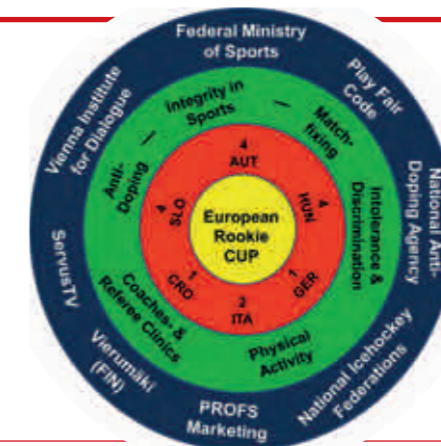 Federal Ministry
of Sports
Play Fair
Code
National Anti-
Doping Agency
National Icehockey
Federations
PROFS
Marketing
Vierumäki
(FIN)
ServusTV
Vienna Institute
for Dialogue
Integrity in
Sports
—
Match-
fixing
Intolerance &
Discrimination
Physical
Activity
Coaches- &
Referee Clinics
Anti-
Doping
—
4
AUT
4
HUN
1
GER
2
ITA
1
CRO
4
SLO
European
Rookie
CUP